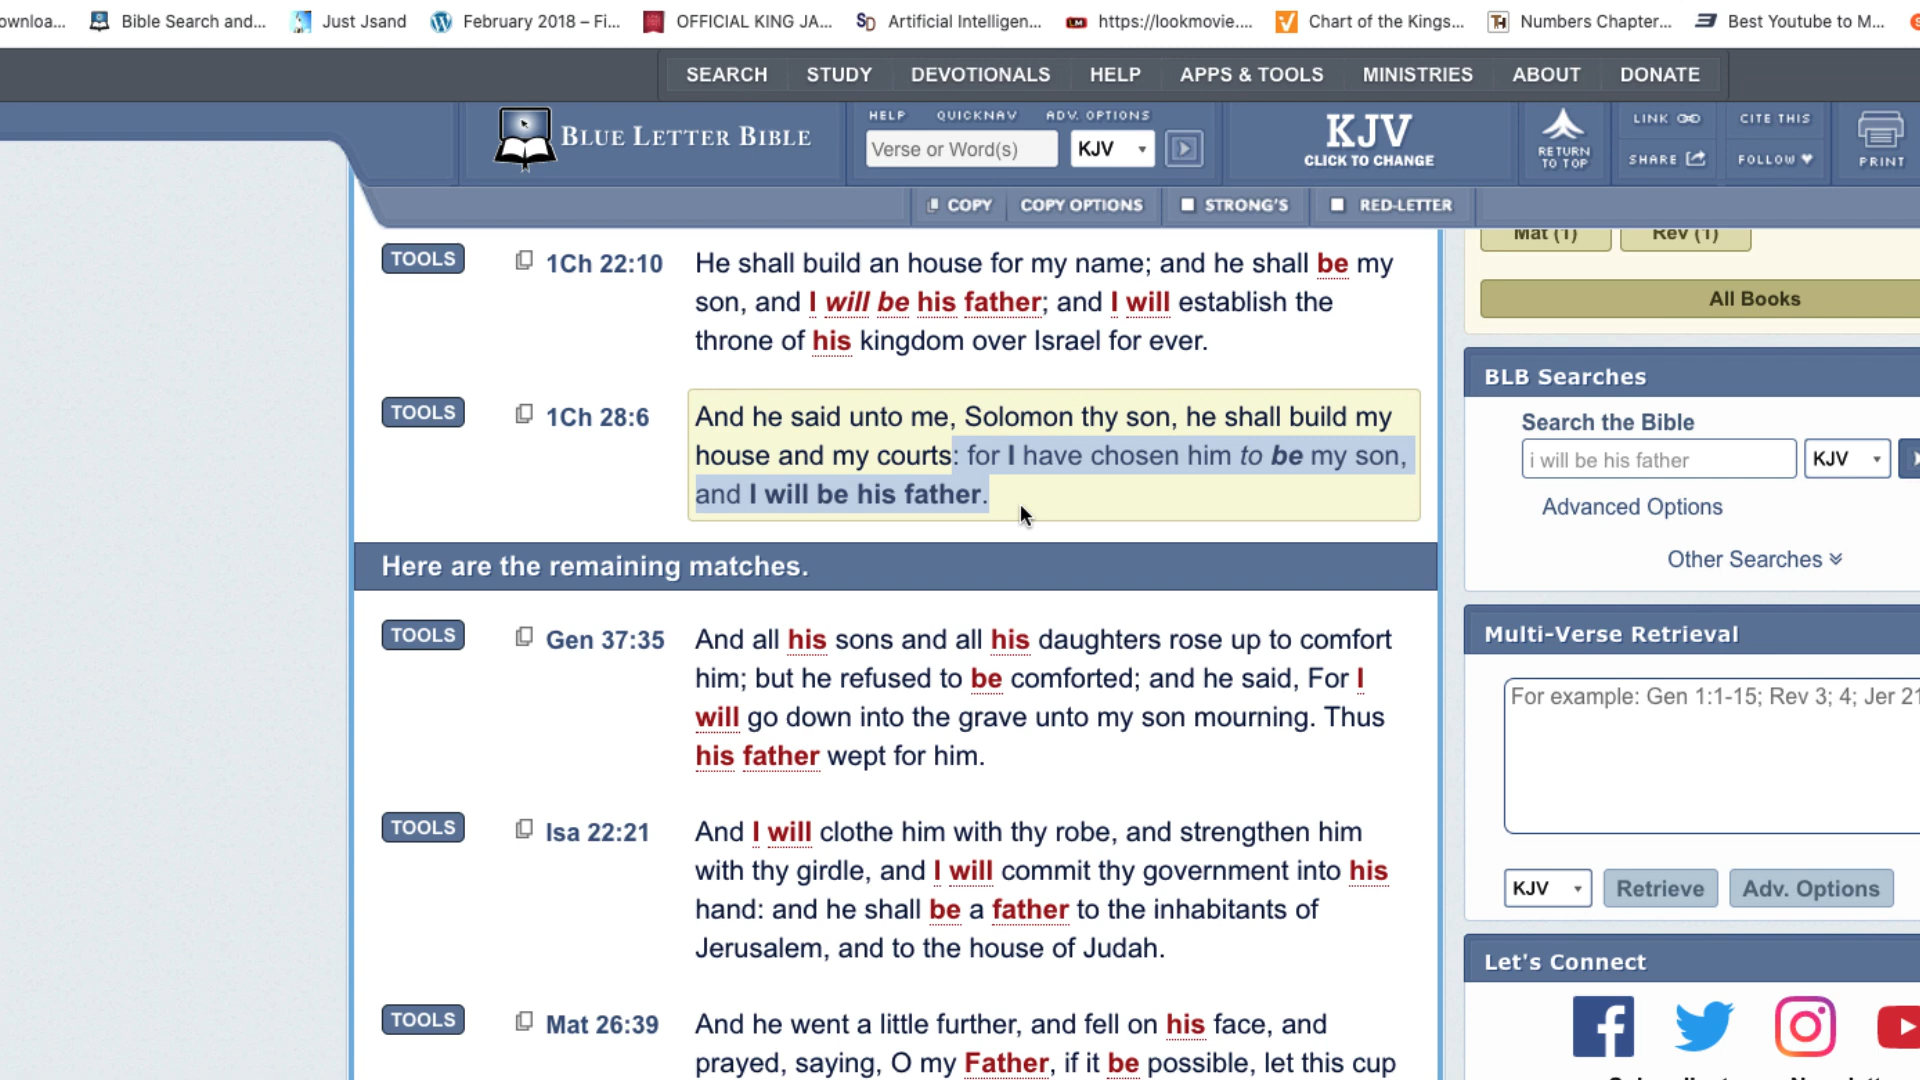 ownloa... Bible Search and... Just Jsand February 2018 – Fi... OFFICIAL KING JA... SD Artificial Intelligen... LM https://lookmovie.... Chart of the Kings... TH Numbers Chapter... Best Youtube to M...
SEARCH STUDY DEVOTIONALS HELP APPS & TOOLS MINISTRIES ABOUT DONATE
BLUE LETTER BIBLE
HELP QUICKNAV ADV. OPTIONS
Verse or Word(s) KJV
KJV
CLICK TO CHANGE
RETURN
TO TOP
LINK CITE THIS
SHARE FOLLOW
PRINT
COPY COPY OPTIONS STRONG'S RED-LETTER
TOOLS 1Ch 22:10 He shall build an house for my name; and he shall be my
son, and I will be his father; and I will establish the
throne of his kingdom over Israel for ever.
TOOLS 1Ch 28:6 And he said unto me, Solomon thy son, he shall build my
house and my courts: for I have chosen him to be my son,
and I will be his father.
Here are the remaining matches.
TOOLS Gen 37:35 And all his sons and all his daughters rose up to comfort
him; but he refused to be comforted; and he said, For I
will go down into the grave unto my son mourning. Thus
his father wept for him.
TOOLS Isa 22:21 And I will clothe him with thy robe, and strengthen him
with thy girdle, and I will commit thy government into his
hand: and he shall be a father to the inhabitants of
Jerusalem, and to the house of Judah.
TOOLS Mat 26:39 And he went a little further, and fell on his face, and
prayed, saying, O my Father, if it be possible, let this cup
Mat (1) Rev (1)
All Books
BLB Searches
Search the Bible
i will be his father KJV
Advanced Options
Other Searches
Multi-Verse Retrieval
For example: Gen 1:1-15; Rev 3; 4; Jer 21
KJV Retrieve Adv. Options
Let's Connect